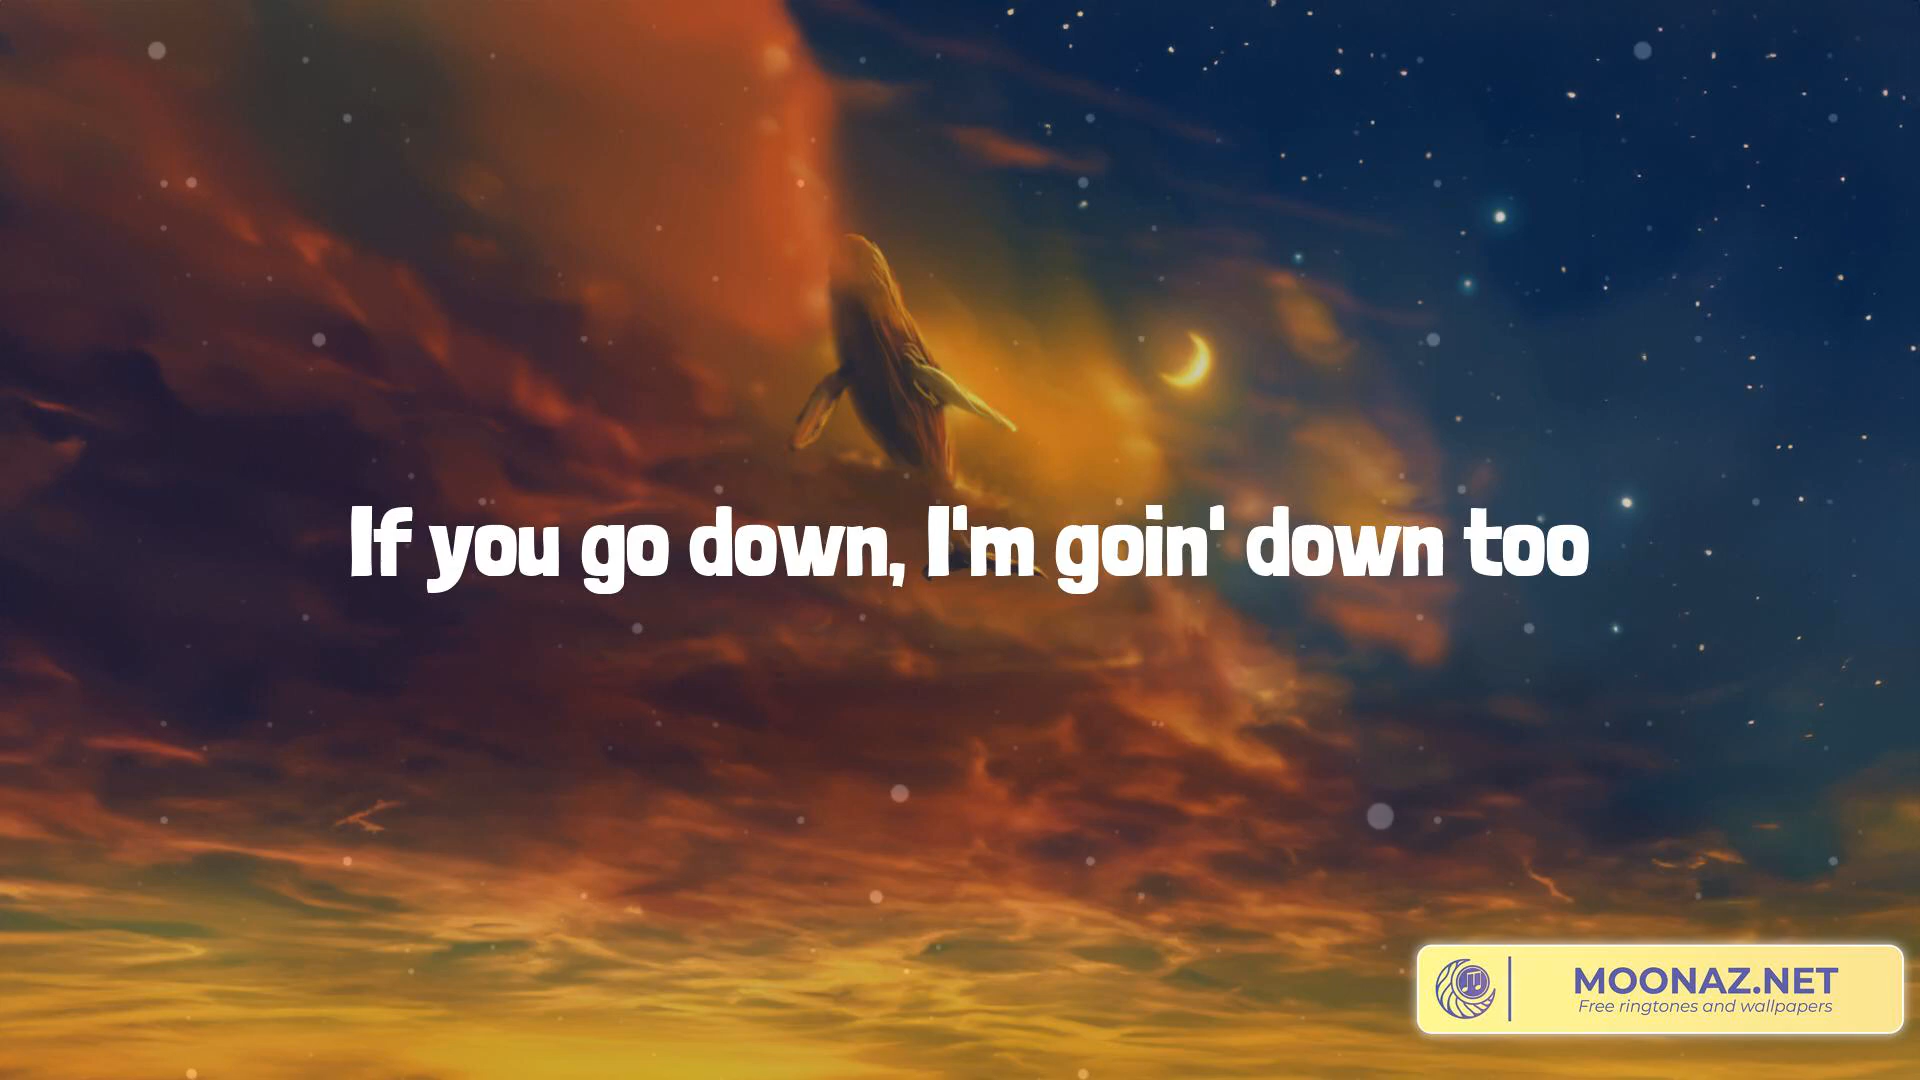 If you go down, I'm goin' down too
MOONAZ.NET
Free ringtones and wallpapers